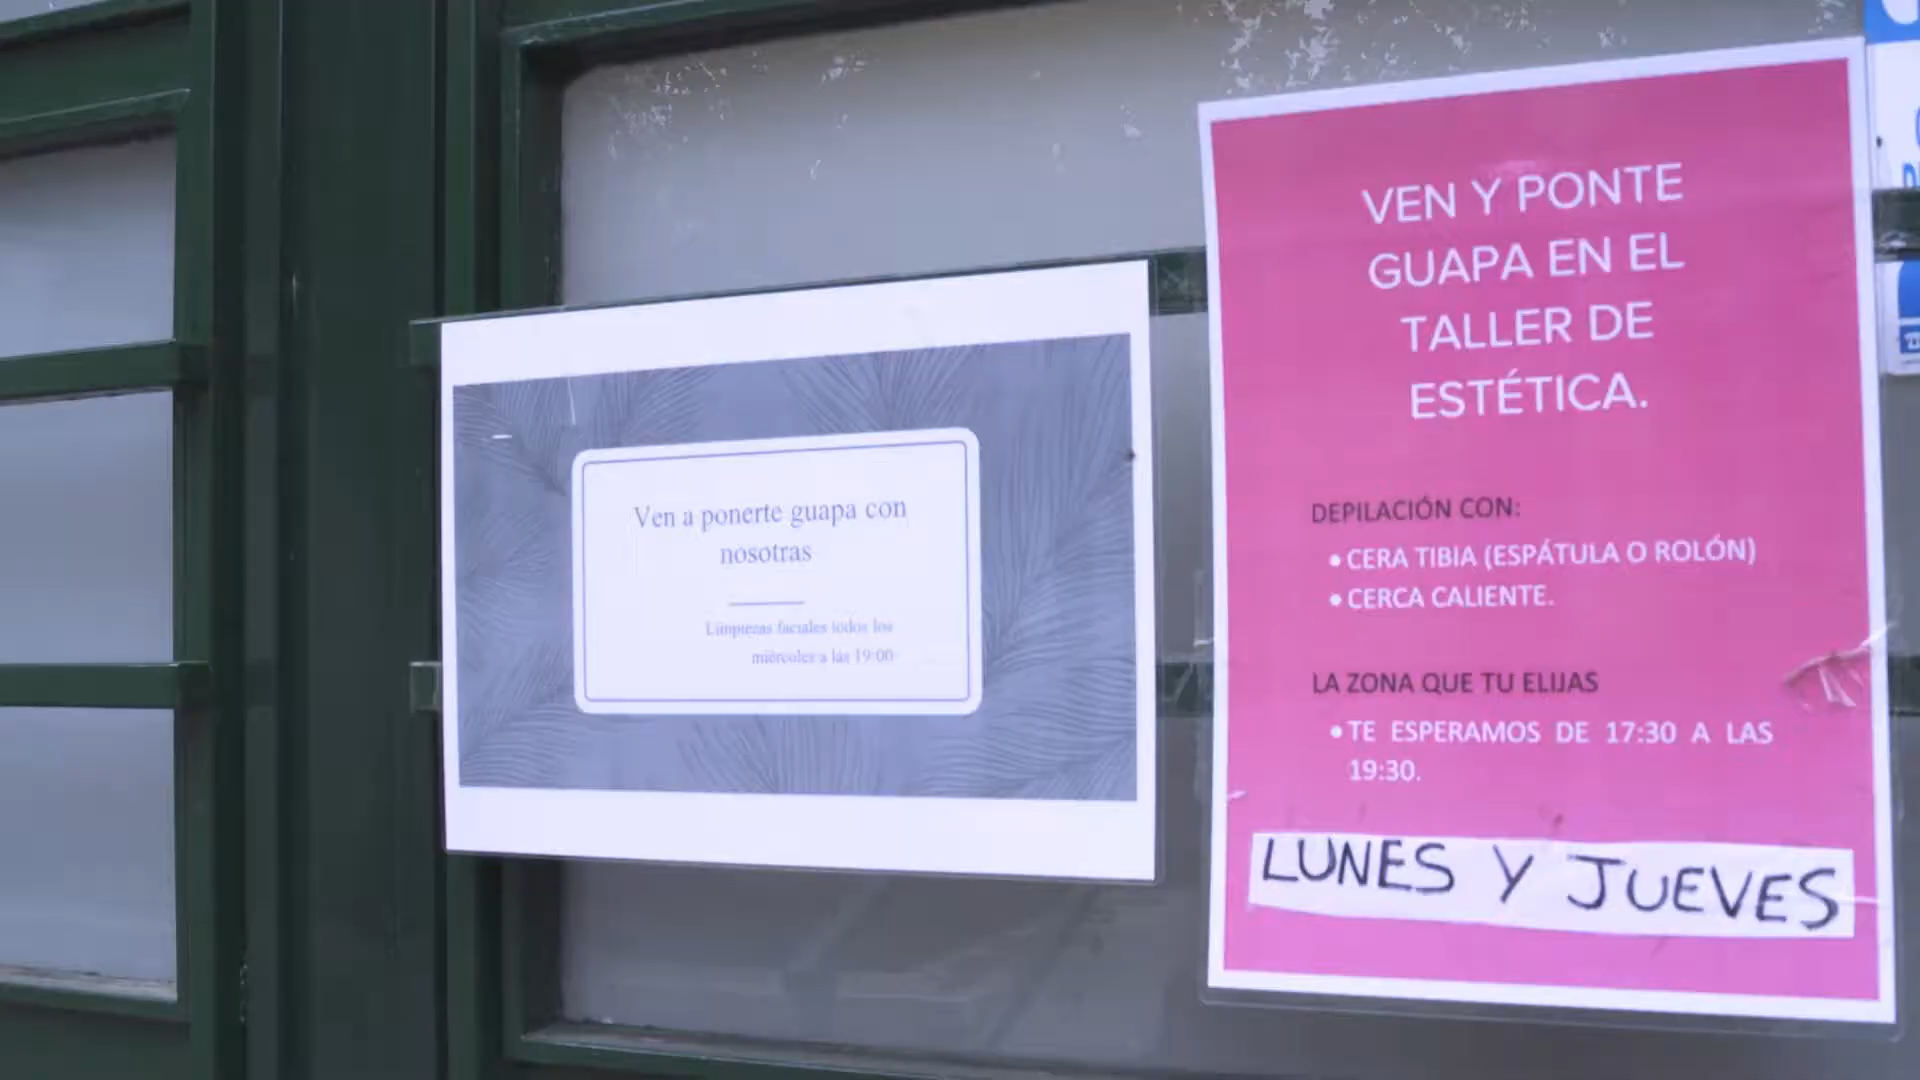 Ven a ponerte guapa con
nosotras
Limpiezas faciales todos los
miércoles a las 19:00
VEN Y PONTE
GUAPA EN EL
TALLER DE
ESTÉTICA.
DEPILACIÓN CON:
• CERA TIBIA (ESPÁTULA O ROLÓN)
• CERCA CALIENTE.
LA ZONA QUE TU ELIJAS
• TE ESPERAMOS DE 17:30 A LAS
19:30.
LUNES Y JUEVES